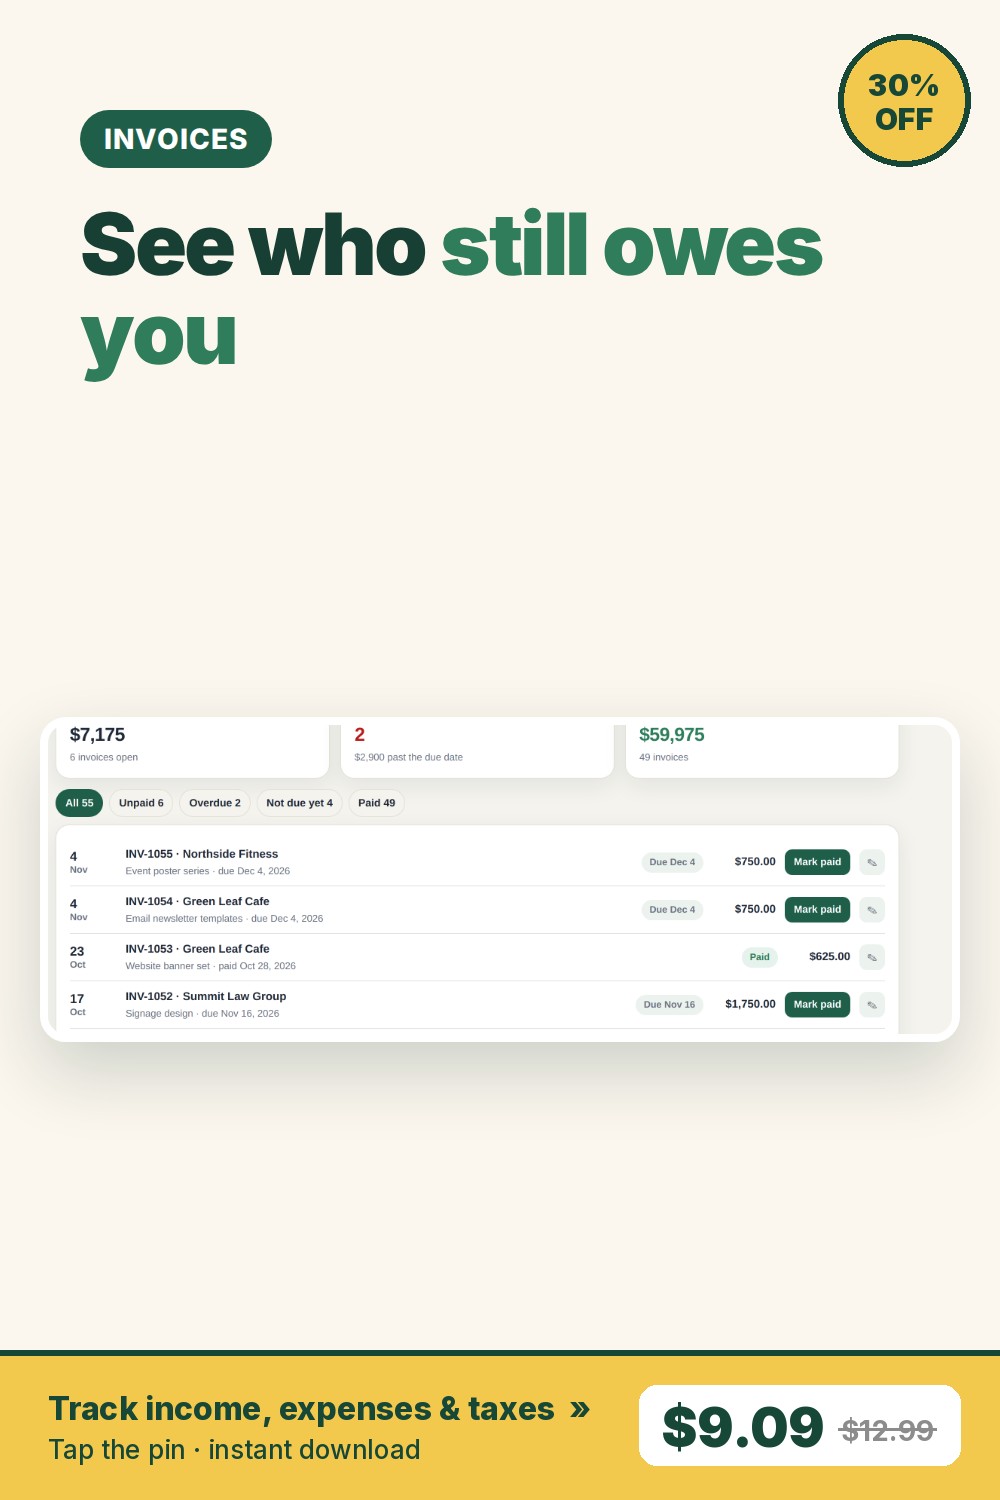 30%
OFF
INVOICES
See who still owes
you
$7,175
2
$59,975
6 invoices open
$2,900 past the due date
49 invoices
All 55 Unpaid 6 Overdue 2 Not due yet 4 Paid 49
4
Nov
INV-1055 · Northside Fitness
Event poster series · due Dec 4, 2026
Due Dec 4 $750.00 Mark paid
4
Nov
INV-1054 · Green Leaf Cafe
Email newsletter templates · due Dec 4, 2026
Due Dec 4 $750.00 Mark paid
23
Oct
INV-1053 · Green Leaf Cafe
Website banner set · paid Oct 28, 2026
Paid $625.00
17
Oct
INV-1052 · Summit Law Group
Signage design · due Nov 16, 2026
Due Nov 16 $1,750.00 Mark paid
Track income, expenses & taxes »
Tap the pin · instant download
$9.09 $12.99